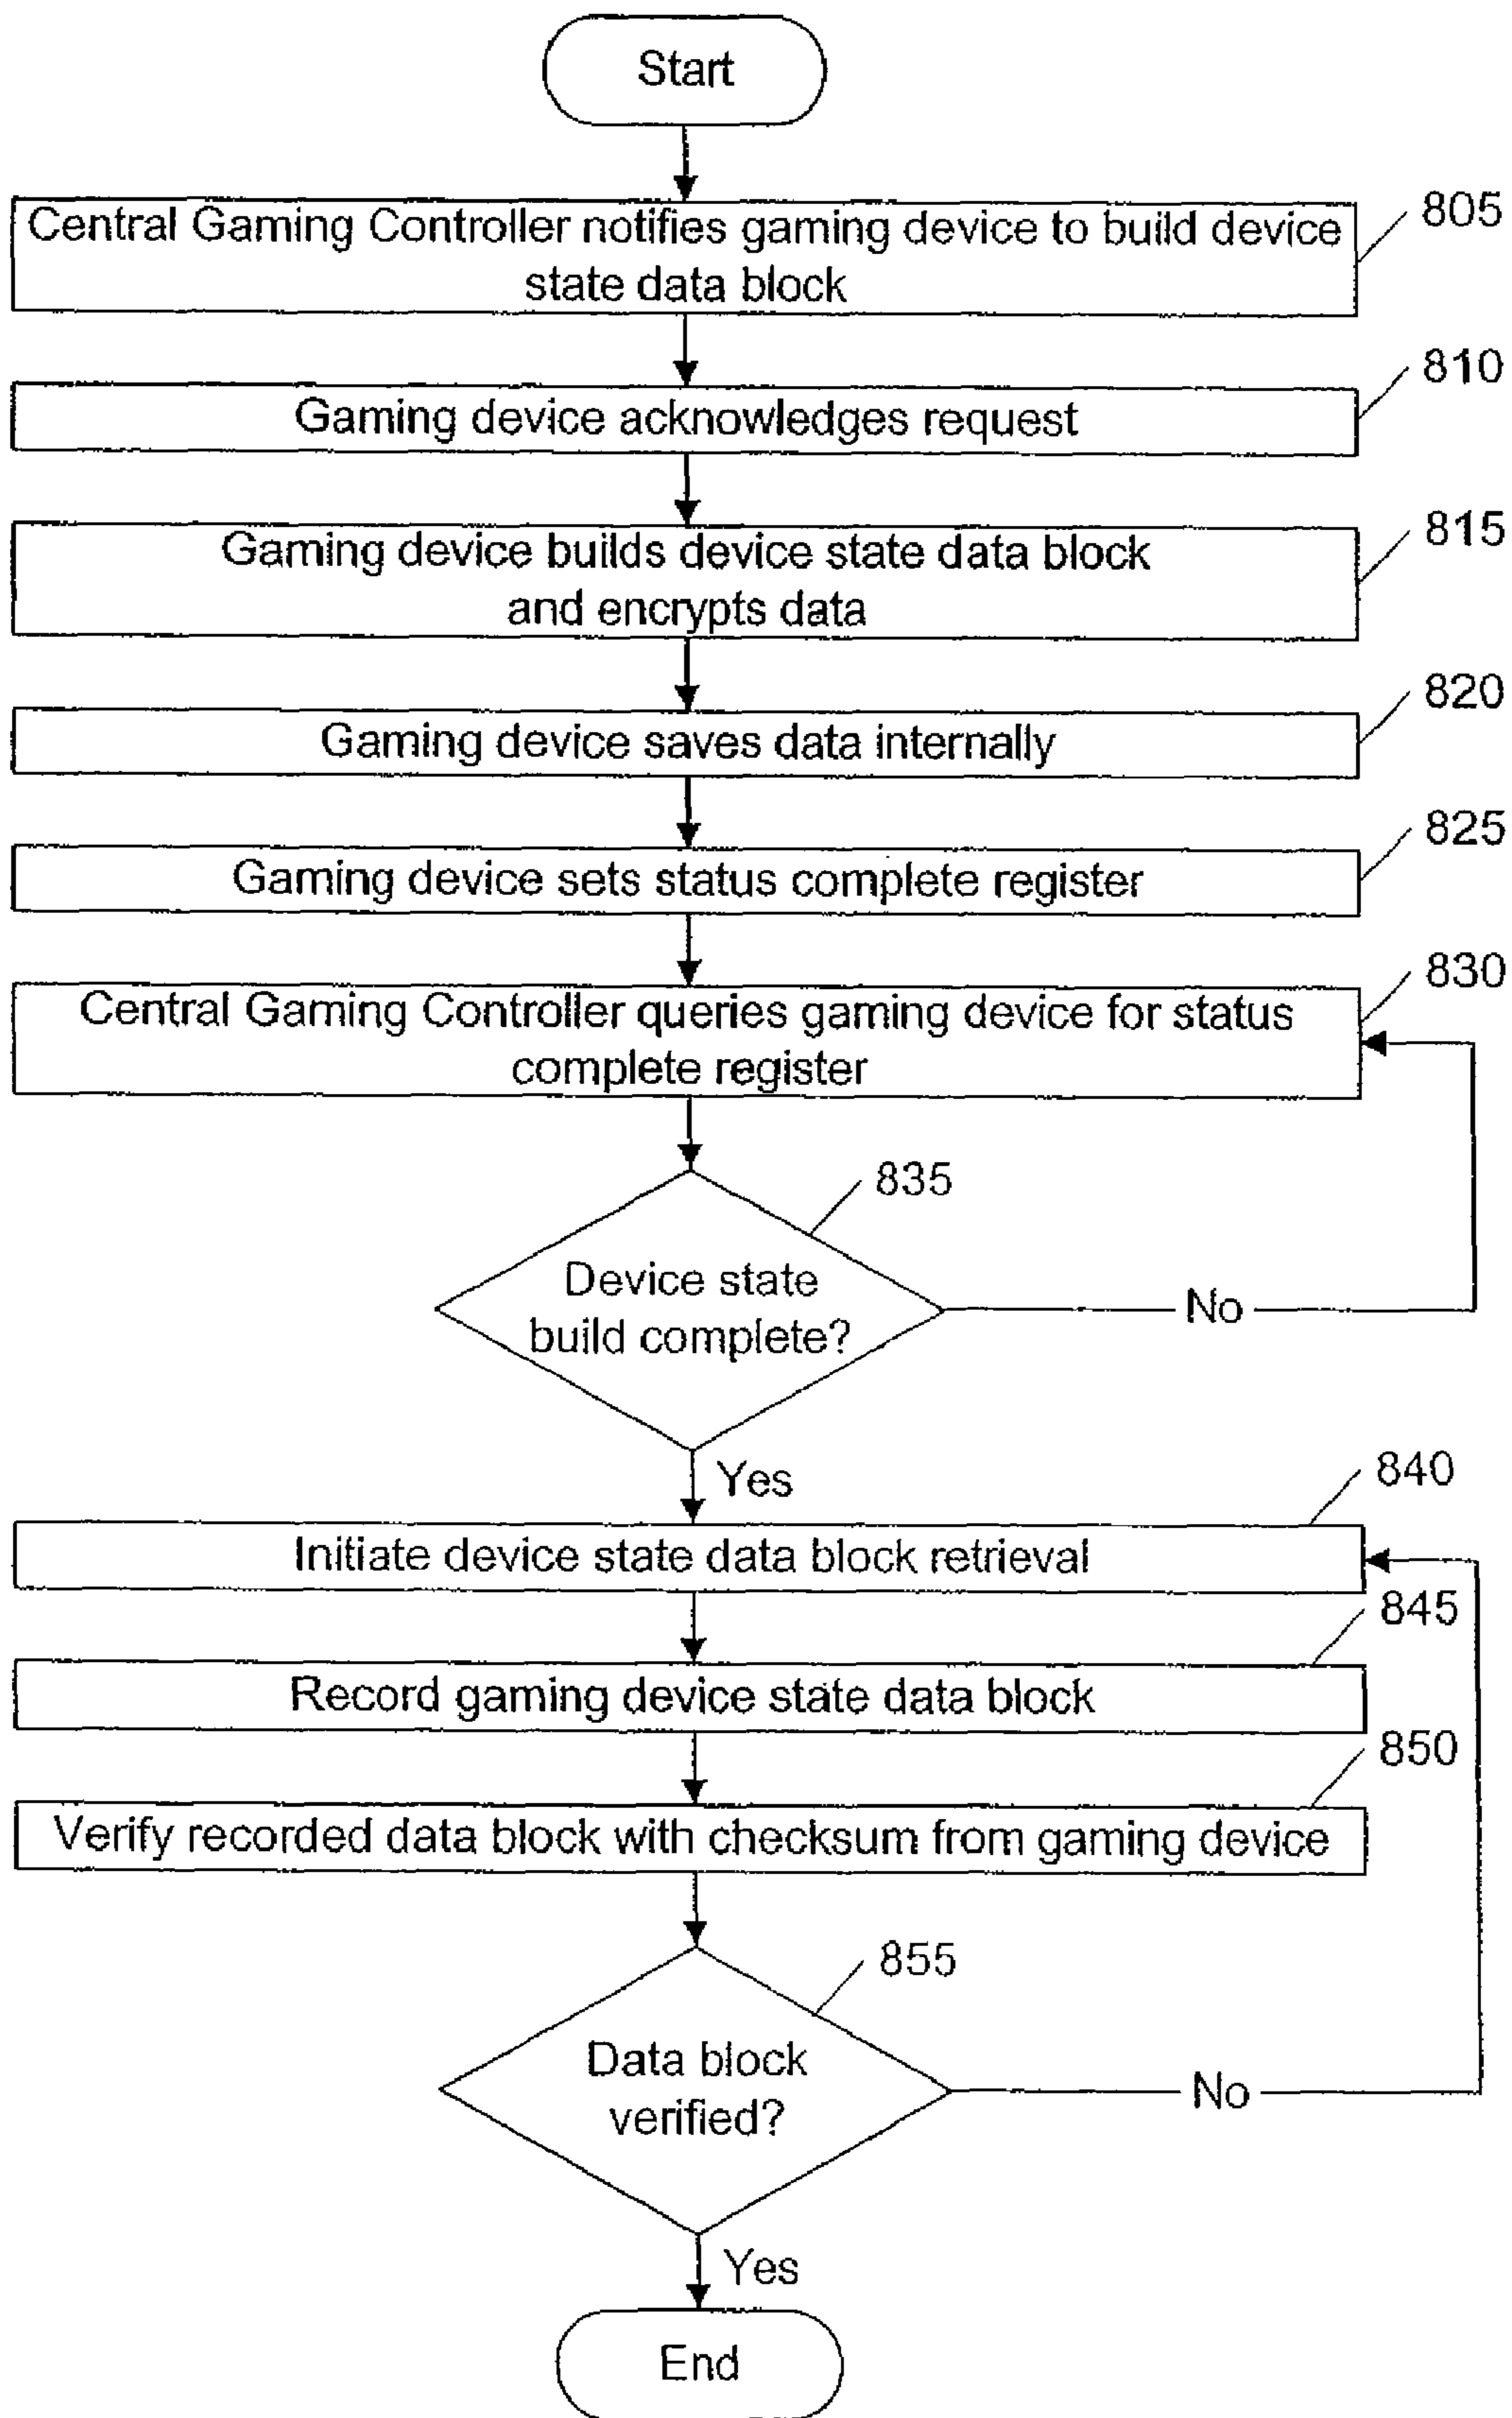 Start
Central Gaming Controller notifies gaming device to build device
state data block
805
Gaming device acknowledges request
810
Gaming device builds device state data block
and encrypts data
815
Gaming device saves data internally
820
Gaming device sets status complete register
825
Central Gaming Controller queries gaming device for status
complete register
830
835
Device state
build complete?
No
Yes
840
Initiate device state data block retrieval
845
Record gaming device state data block
850
Verify recorded data block with checksum from gaming device
855
Data block
verified?
No
Yes
End